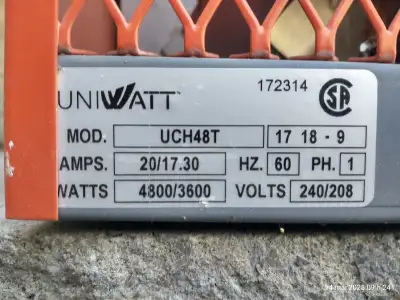 UNIWATT 172314
MOD. UCH48T 17 18 - 9
AMPS. 20/17.30 HZ. 60 PH. 1
WATTS 4800/3600 VOLTS 240/208